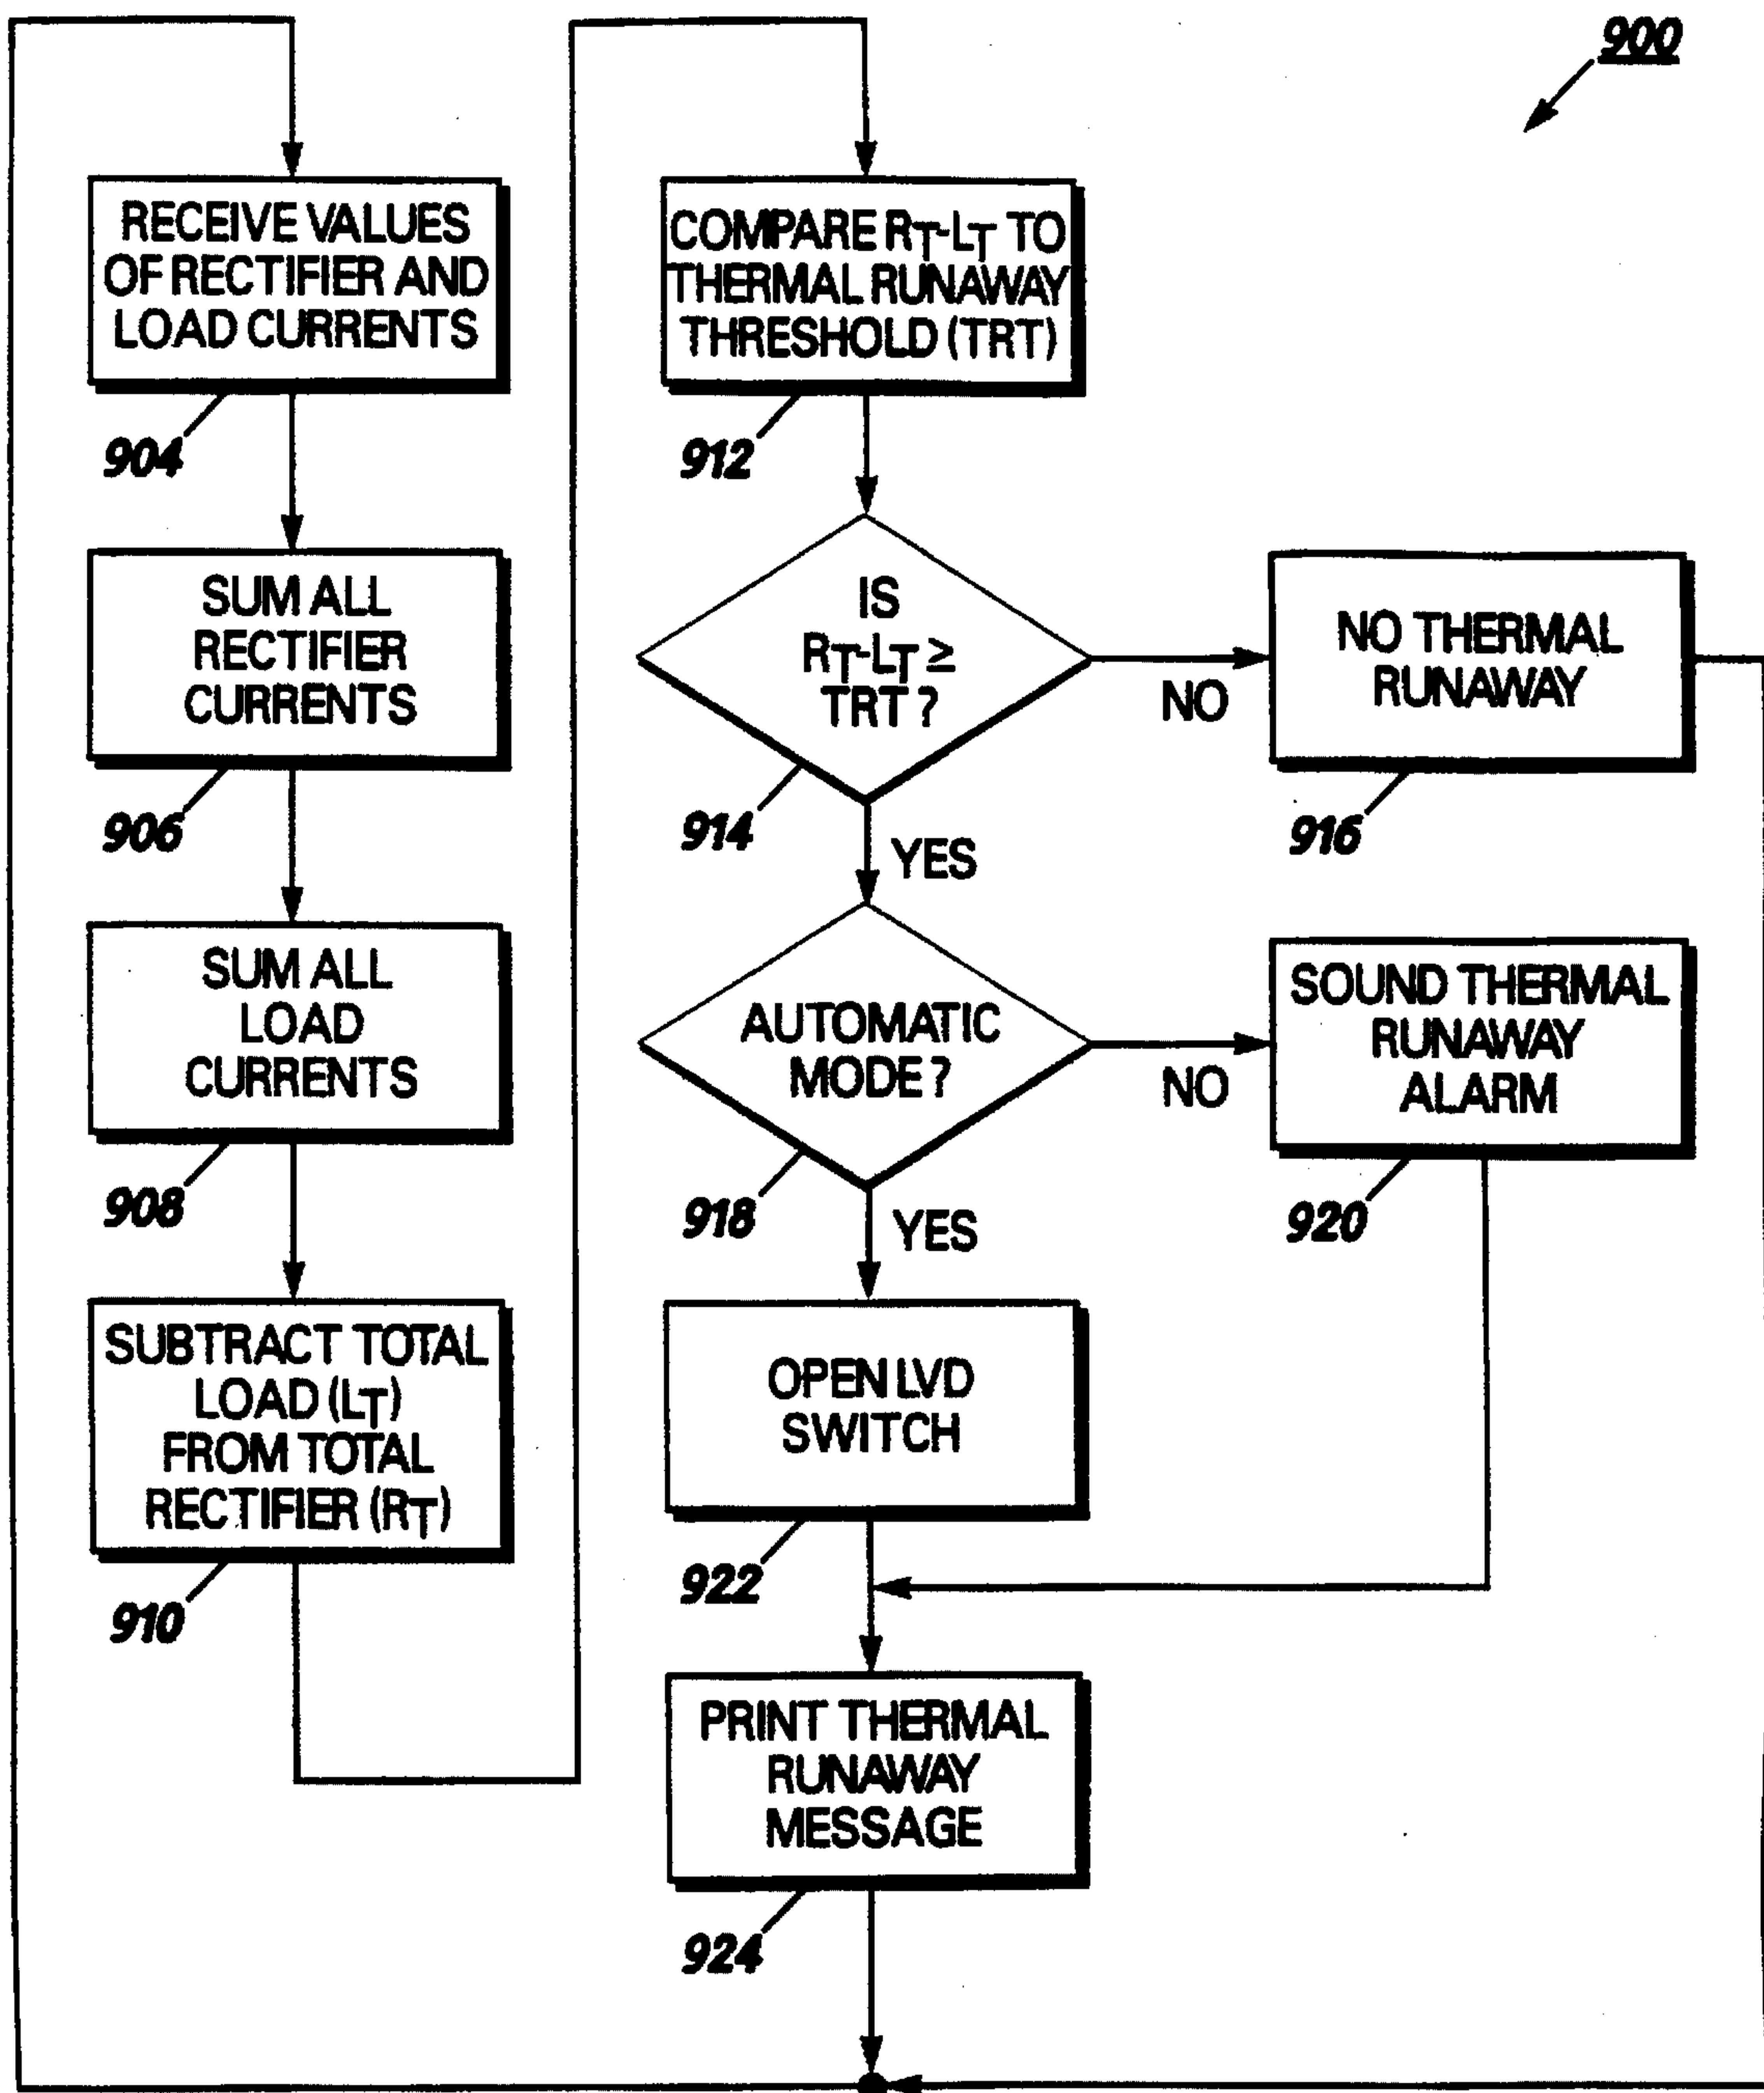 900
RECEIVE VALUES
OF RECTIFIER AND
LOAD CURRENTS
904
SUM ALL
RECTIFIER
CURRENTS
906
SUM ALL
LOAD
CURRENTS
908
SUBTRACT TOTAL
LOAD (LT)
FROM TOTAL
RECTIFIER (RT)
910
COMPARE RT-LT TO
THERMAL RUNAWAY
THRESHOLD (TRT)
912
IS
RT-LT ≥
TRT ?
914
NO
YES
NO THERMAL
RUNAWAY
916
AUTOMATIC
MODE ?
918
NO
YES
SOUND THERMAL
RUNAWAY
ALARM
920
OPEN LVD
SWITCH
922
PRINT THERMAL
RUNAWAY
MESSAGE
924